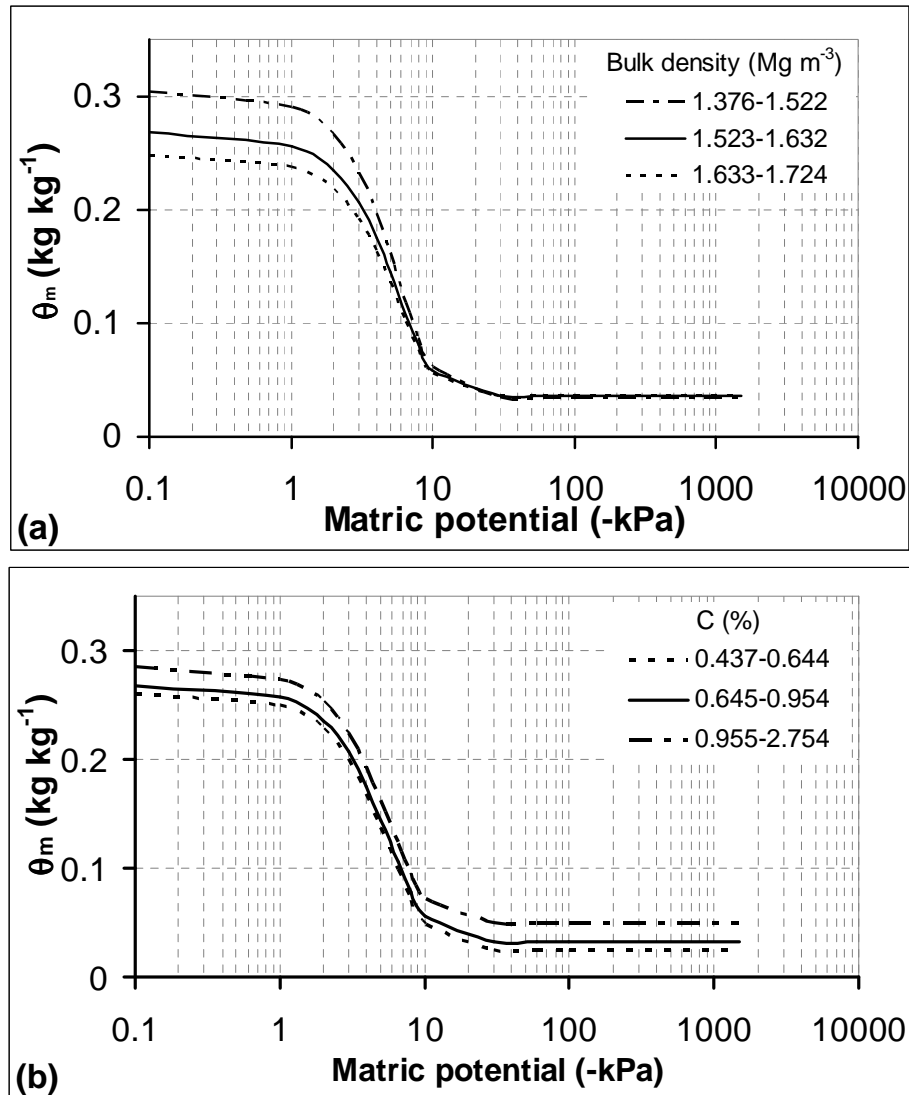 Bulk density (Mg m⁻³)
1.376-1.522
1.523-1.632
1.633-1.724
0.3
0.2
0.1
0
θm (kg kg⁻¹)
0.1 1 10 100 1000 10000
Matric potential (-kPa)
(a)
C (%)
0.437-0.644
0.645-0.954
0.955-2.754
0.3
0.2
0.1
0
θm (kg kg⁻¹)
0.1 1 10 100 1000 10000
Matric potential (-kPa)
(b)